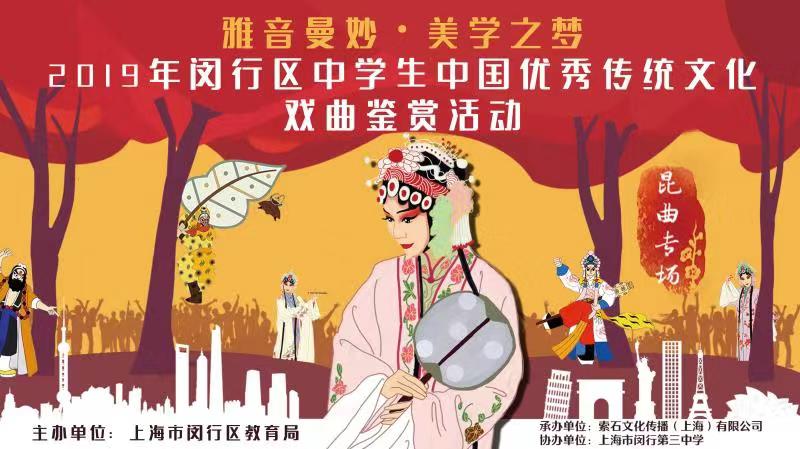 雅音曼妙·美学之梦
2019年闵行区中学生中国优秀传统文化
戏曲鉴赏活动
昆曲专场
主办单位：上海市闵行区教育局
承办单位：索石文化传播（上海）有限公司
协办单位：上海市闵行第三中学